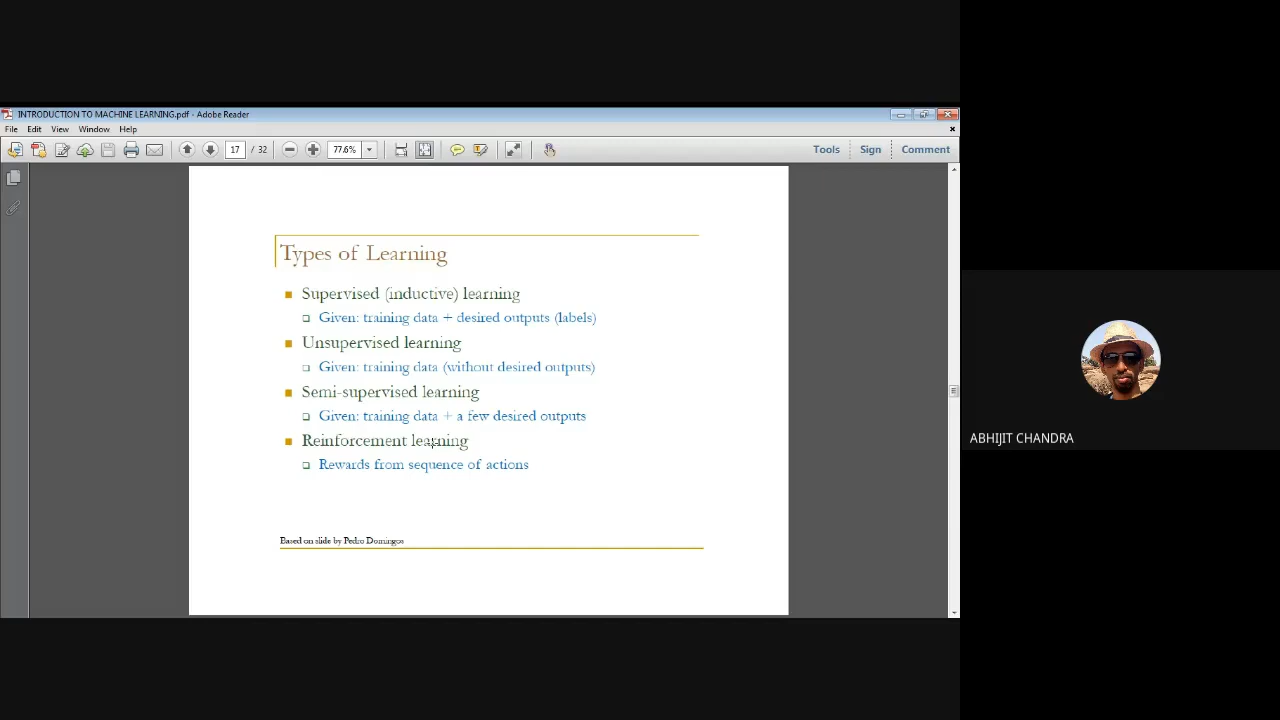 INTRODUCTION TO MACHINE LEARNING.pdf - Adobe Reader
File Edit View Window Help
17 / 32 77.6% Tools Sign Comment
Types of Learning
Supervised (inductive) learning
Given: training data + desired outputs (labels)
Unsupervised learning
Given: training data (without desired outputs)
Semi-supervised learning
Given: training data + a few desired outputs
Reinforcement learning
Rewards from sequence of actions
Based on slide by Pedro Domingos
ABHIJIT CHANDRA